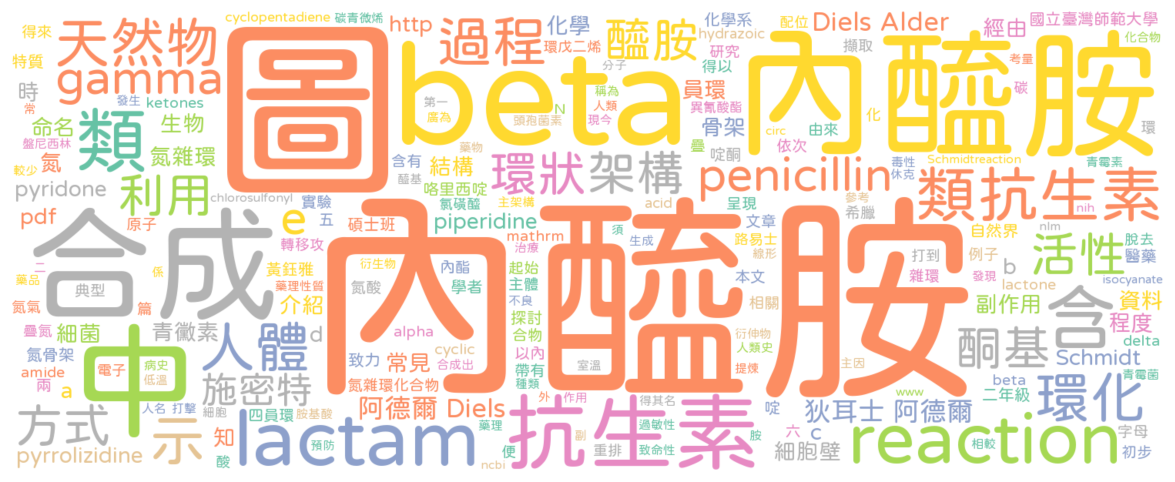 得來 cyclopentadiene 碳青黴烯 http 化學 化學系 配位 Diels Alder 經由 國立臺灣師範大學
特質 天然物 圖 過程 環戊二烯 醯胺 hydrazoic 研究 擷取 考量 化合物
時 gamma beta 分子 得以 員環 稱為 人類 異氰酸酯 內醯胺 碳
常 發生 ketones 第一 N 廣為 頭孢菌素 現今 骨架 circ 由來 化 環
命名 類 生物 盤尼西林 氮 氮雜環 含有 結構 疊 啶酮 依次 毒性 休克 Schmidtreaction 青霉素
較少 pyridone 利用 chlorosulfonyl 醯基 咯里西啶 環狀 架構 penicillin 類抗生素
pdf 原子 e 實驗 五 氯磺醯 主架構 acid 呈現 參考 nih
合成 碩士班 piperidine mathrm 須 文章 希臘 自然界 nlm
轉移攻 治療 內醯胺 生成 路易士 線形 打到 例子 活性 脫去 醫藥
二 藥品 係 黃鈺雅 衍生物 內酯 起始 本文 雜環 發現 isocyanate
典型 氮氣 篇 藥理性質 氮酸 學者 主體 不良 相關 b lactone 含
疊氮 細菌 中 青黴素 介紹 d 探討 副作用 資料
氮骨架 人體 alpha 合物 衍伸物 酮基 程度
amide 電子 病史 低溫 致力 常見 cyclic 合成出 以內 帶有 人類史 Schmidt delta
兩 a 施密特 氮雜環化合物 種類 室溫 提煉 主因 beta 青霉菌
方式 人名 打擊 四員環 胺基酸 阿德爾 Diels 外 作用 得其名 啶 狄耳士 阿德爾 二年級 環化
示 知 細胞 lactam 藥理 抗生素 過敏性 胺 六 c www 字母
pyrrolizidine 酸 預防 ncbi 便 副 重排 致命性 細胞壁 reaction 相較 初步
藥物